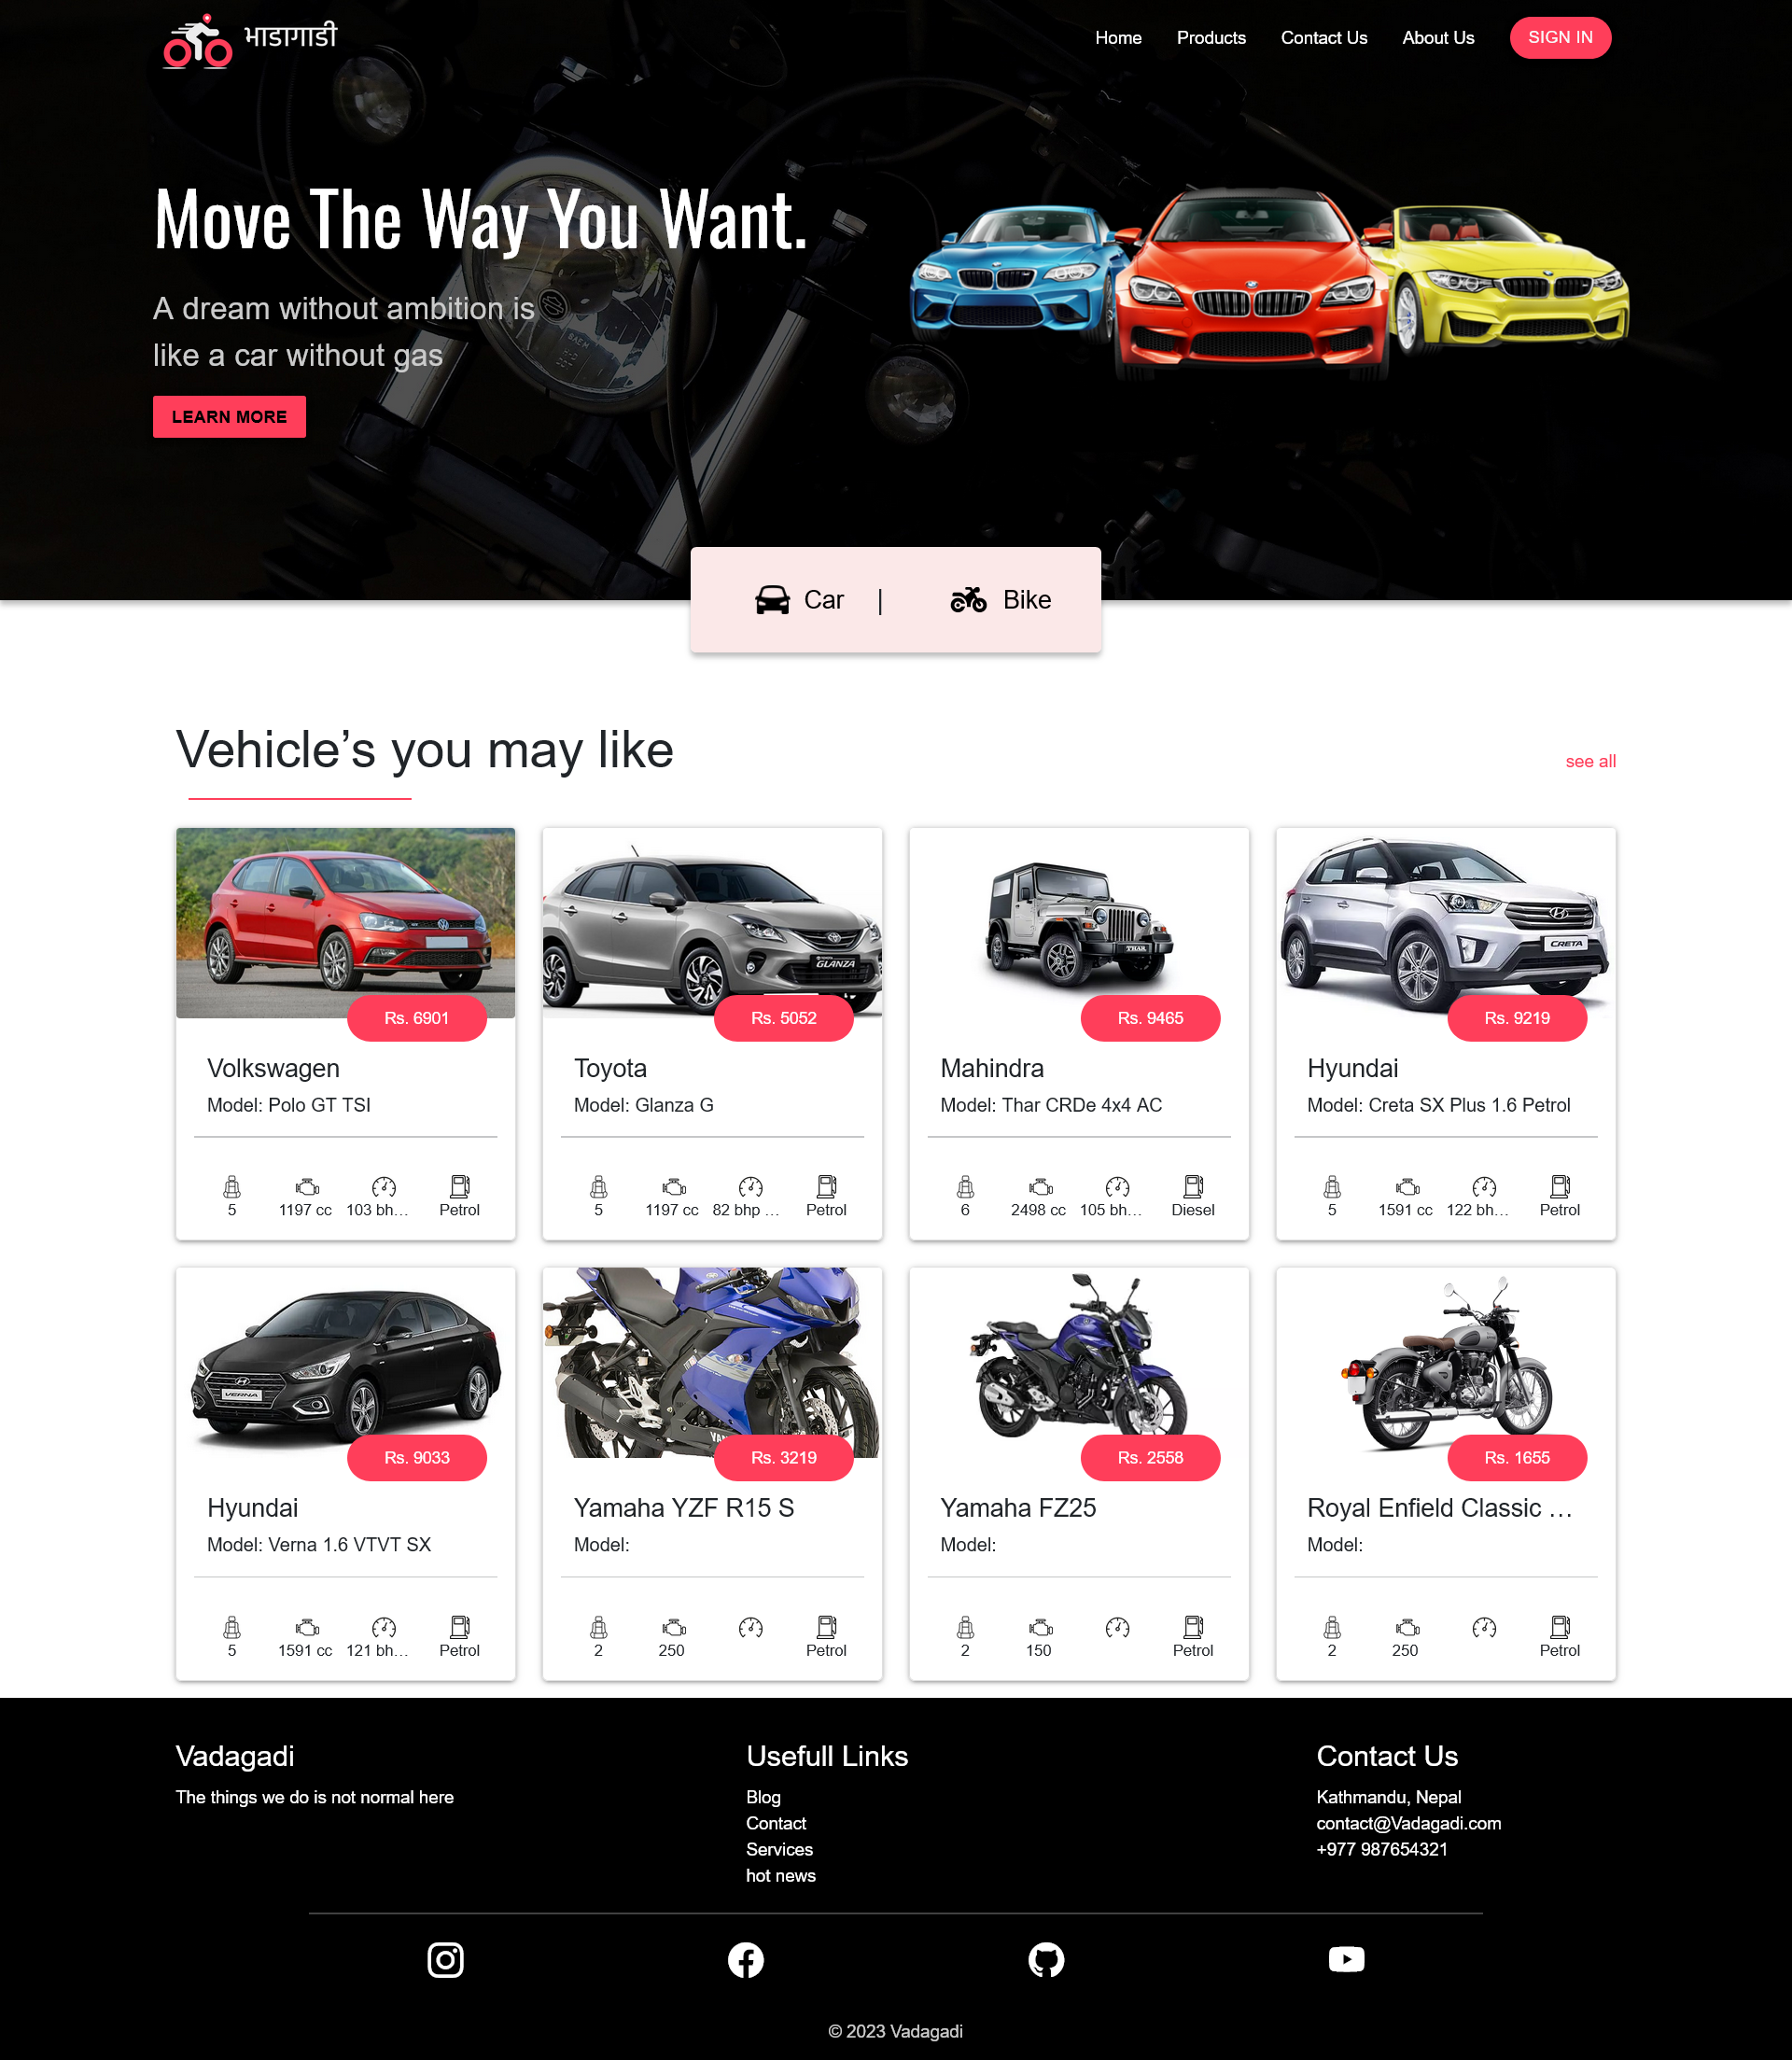 भाडागाडी
Home Products Contact Us About Us SIGN IN
Move The Way You Want.
A dream without ambition is
like a car without gas
LEARN MORE
Car | Bike
Vehicle’s you may like
see all
GLANZA
THAR
CRETA
Rs. 6901 Rs. 5052 Rs. 9465 Rs. 9219
Volkswagen Toyota Mahindra Hyundai
Model: Polo GT TSI Model: Glanza G Model: Thar CRDe 4x4 AC Model: Creta SX Plus 1.6 Petrol
5 1197 cc 103 bh... Petrol 5 1197 cc 82 bhp ... Petrol 6 2498 cc 105 bh... Diesel 5 1591 cc 122 bh... Petrol
VERNA
Rs. 9033 Rs. 3219 Rs. 2558 Rs. 1655
Hyundai Yamaha YZF R15 S Yamaha FZ25 Royal Enfield Classic ...
Model: Verna 1.6 VTVT SX Model: Model: Model:
5 1591 cc 121 bh... Petrol 2 250 Petrol 2 150 Petrol 2 250 Petrol
Vadagadi Usefull Links Contact Us
The things we do is not normal here Blog Kathmandu, Nepal
Contact contact@Vadagadi.com
Services +977 987654321
hot news
© 2023 Vadagadi